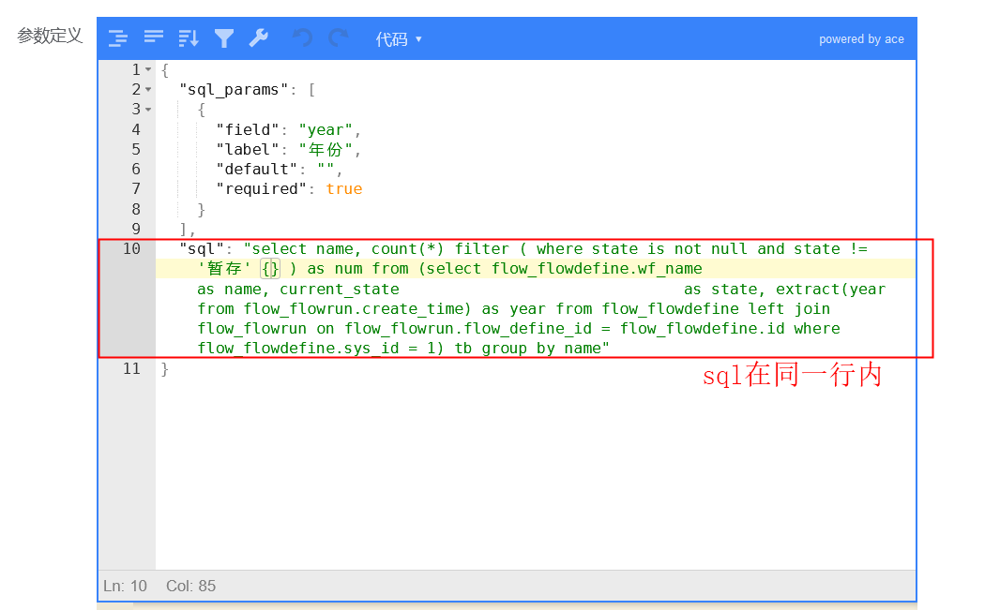 参数定义
代码
powered by ace
1 {
2 "sql_params": [
3 {
4 "field": "year",
5 "label": "年份",
6 "default": "",
7 "required": true
8 }
9 ],
10 "sql": "select name, count(*) filter ( where state is not null and state !=
'暂存' {} ) as num from (select flow_flowdefine.wf_name
as name, current_state                               as state, extract(year
from flow_flowrun.create_time) as year from flow_flowdefine left join
flow_flowrun on flow_flowrun.flow_define_id = flow_flowdefine.id where
flow_flowdefine.sys_id = 1) tb group by name"
11 }
sql在同一行内
Ln: 10 Col: 85